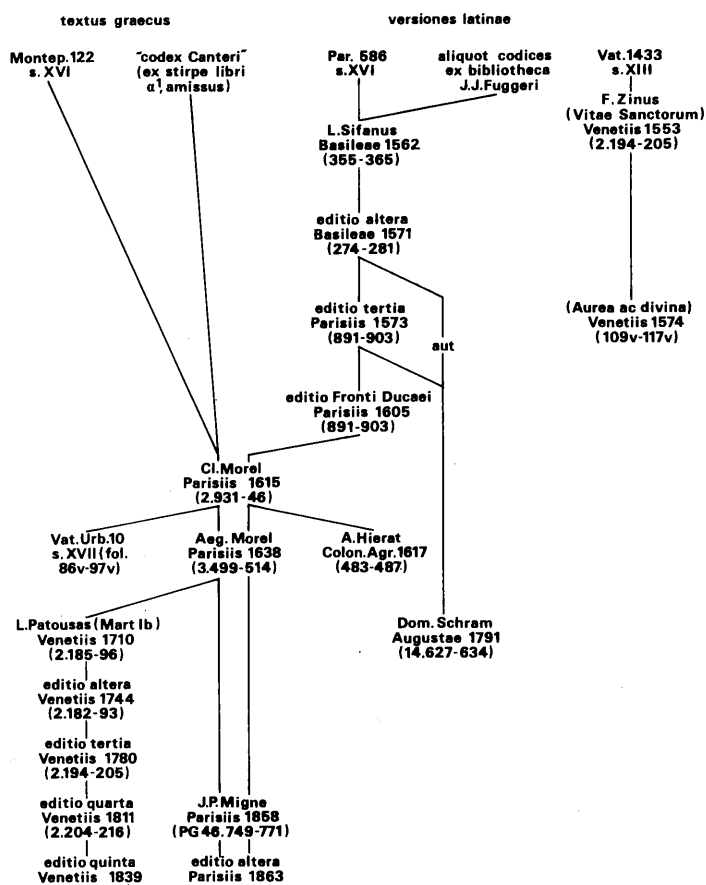 textus graecus
versiones latinae
Montep.122
s.XVI
"codex Canteri"
(ex stirpe libri
α¹, amissus)
Par. 586
s.XVI
aliquot codices
ex bibliotheca
J.J.Fuggeri
Vat.1433
s.XIII
F.Zinus
(Vitae Sanctorum)
Venetiis 1553
(2.194-205)
L.Sifanus
Basileae 1562
(355-365)
editio altera
Basileae 1571
(274-281)
editio tertia
Parisiis 1573
(891-903)
aut
(Aurea ac divina)
Venetiis 1574
(109v-117v)
editio Fronti Ducaei
Parisiis 1605
(891-903)
Cl.Morel
Parisiis 1615
(2.931-46)
Vat.Urb.10
s.XVII (fol.
86v-97v)
Aeg. Morel
Parisiis 1638
(3.499-514)
A.Hierat
Colon.Agr.1617
(483-487)
L.Patousas (Mart Ib)
Venetiis 1710
(2.185-96)
Dom. Schram
Augustae 1791
(14.627-634)
editio altera
Venetiis 1744
(2.182-93)
editio tertia
Venetiis 1780
(2.194-205)
editio quarta
Venetiis 1811
(2.204-216)
J.P.Migne
Parisiis 1858
(PG 46.749-771)
editio quinta
Venetiis 1839
editio altera
Parisiis 1863